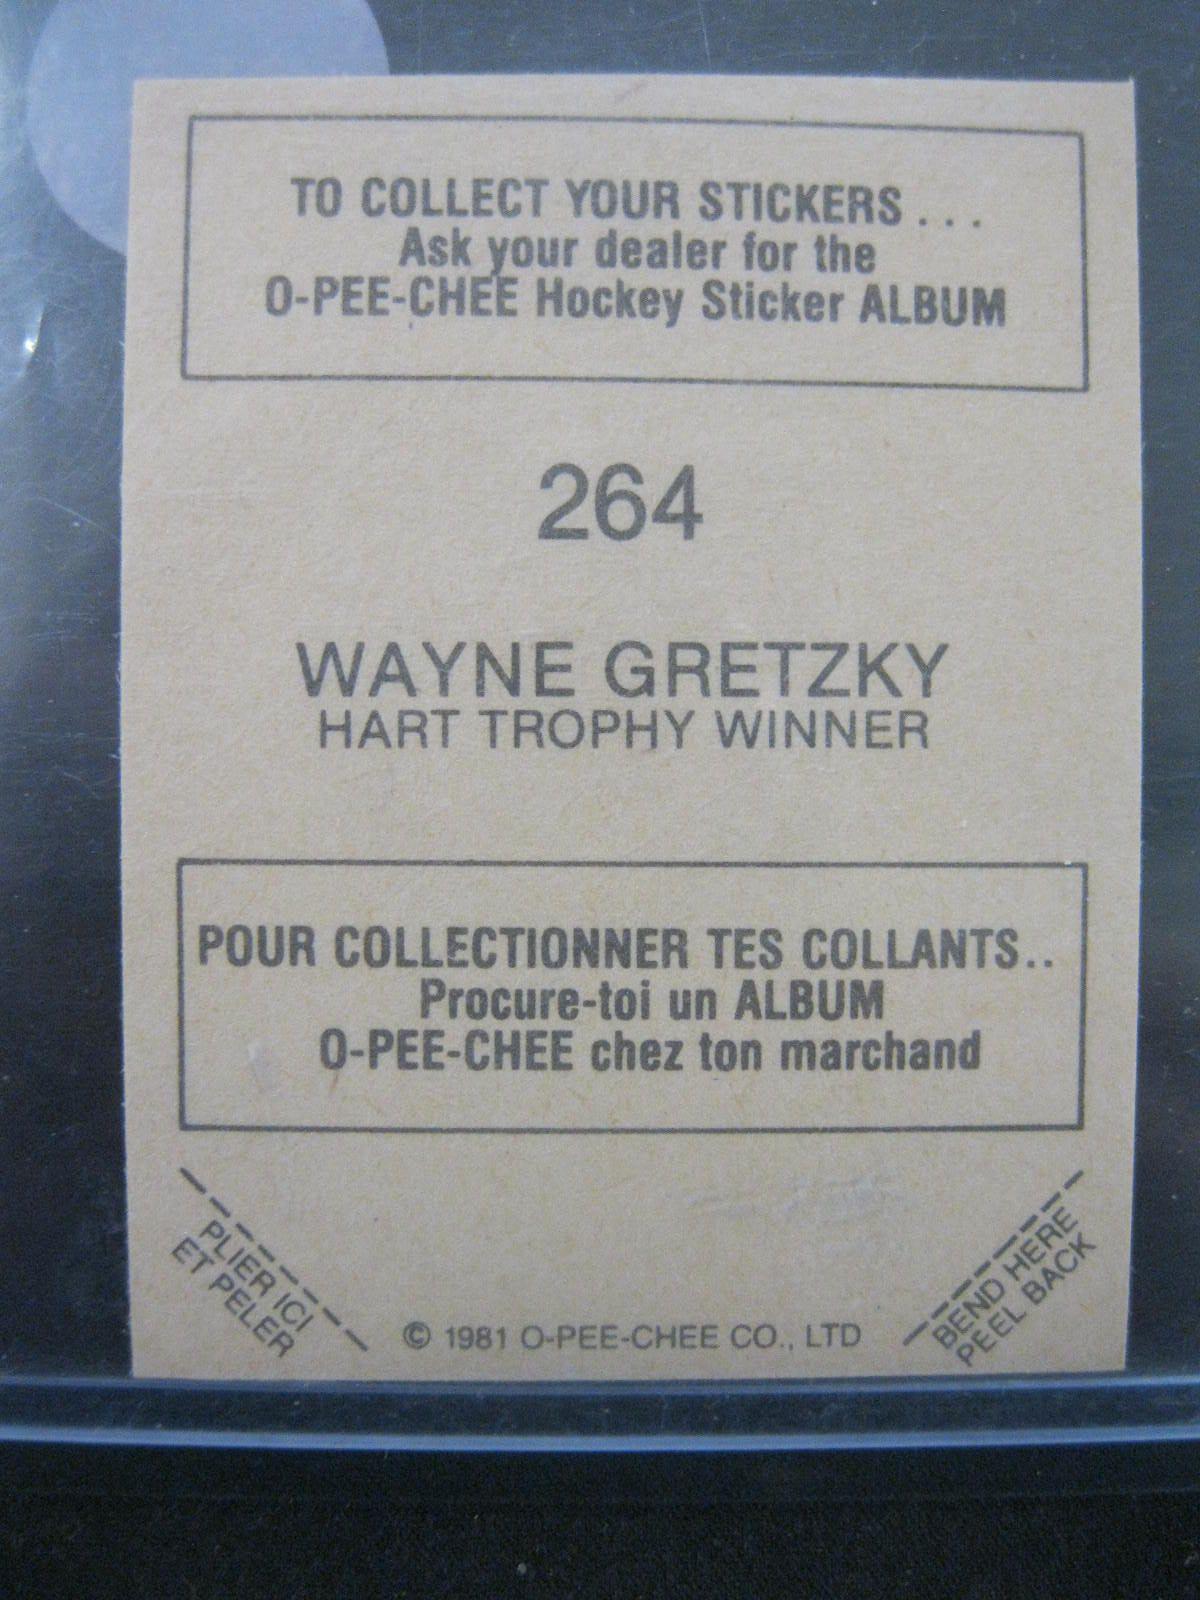 TO COLLECT YOUR STICKERS . . .
Ask your dealer for the
O-PEE-CHEE Hockey Sticker ALBUM
264
WAYNE GRETZKY
HART TROPHY WINNER
POUR COLLECTIONNER TES COLLANTS..
Procure-toi un ALBUM
O-PEE-CHEE chez ton marchand
PLIER ICI
ET PELER
© 1981 O-PEE-CHEE CO., LTD
BEND HERE
PEEL BACK